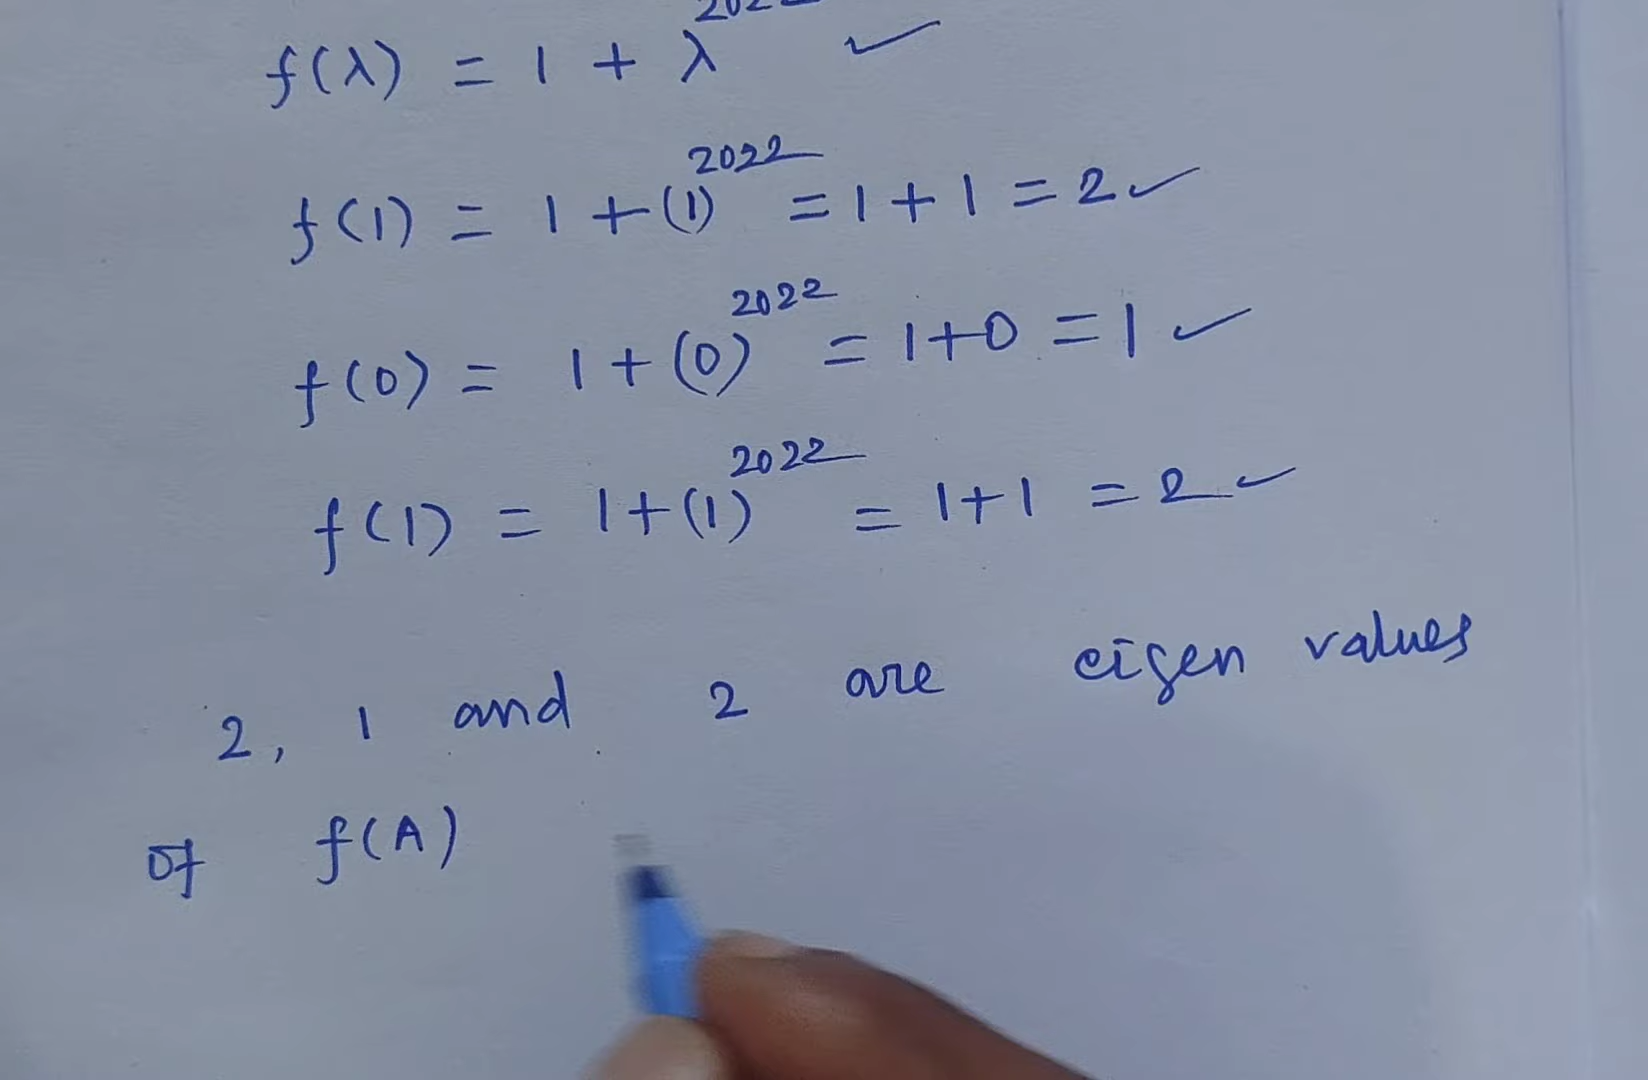 f(λ) = 1 + λ^2022 ✓
f(1) = 1 + (1)^2022 = 1 + 1 = 2 ✓
f(0) = 1 + (0)^2022 = 1+0 = 1 ✓
f(1) = 1+(1)^2022 = 1+1 = 2 ✓
2, 1 and 2 are eigen values
of f(A)